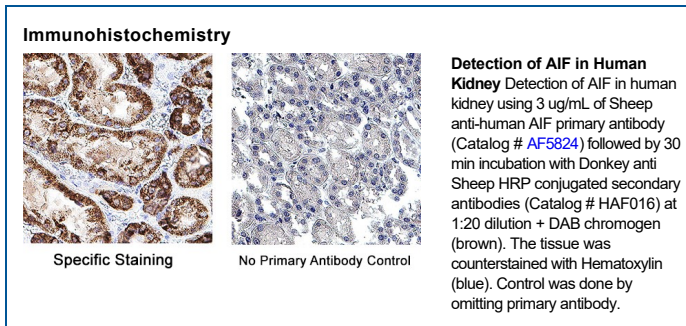 Immunohistochemistry
Specific Staining
No Primary Antibody Control
Detection of AIF in Human
Kidney Detection of AIF in human
kidney using 3 ug/mL of Sheep
anti-human AIF primary antibody
(Catalog # AF5824) followed by 30
min incubation with Donkey anti
Sheep HRP conjugated secondary
antibodies (Catalog # HAF016) at
1:20 dilution + DAB chromogen
(brown). The tissue was
counterstained with Hematoxylin
(blue). Control was done by
omitting primary antibody.